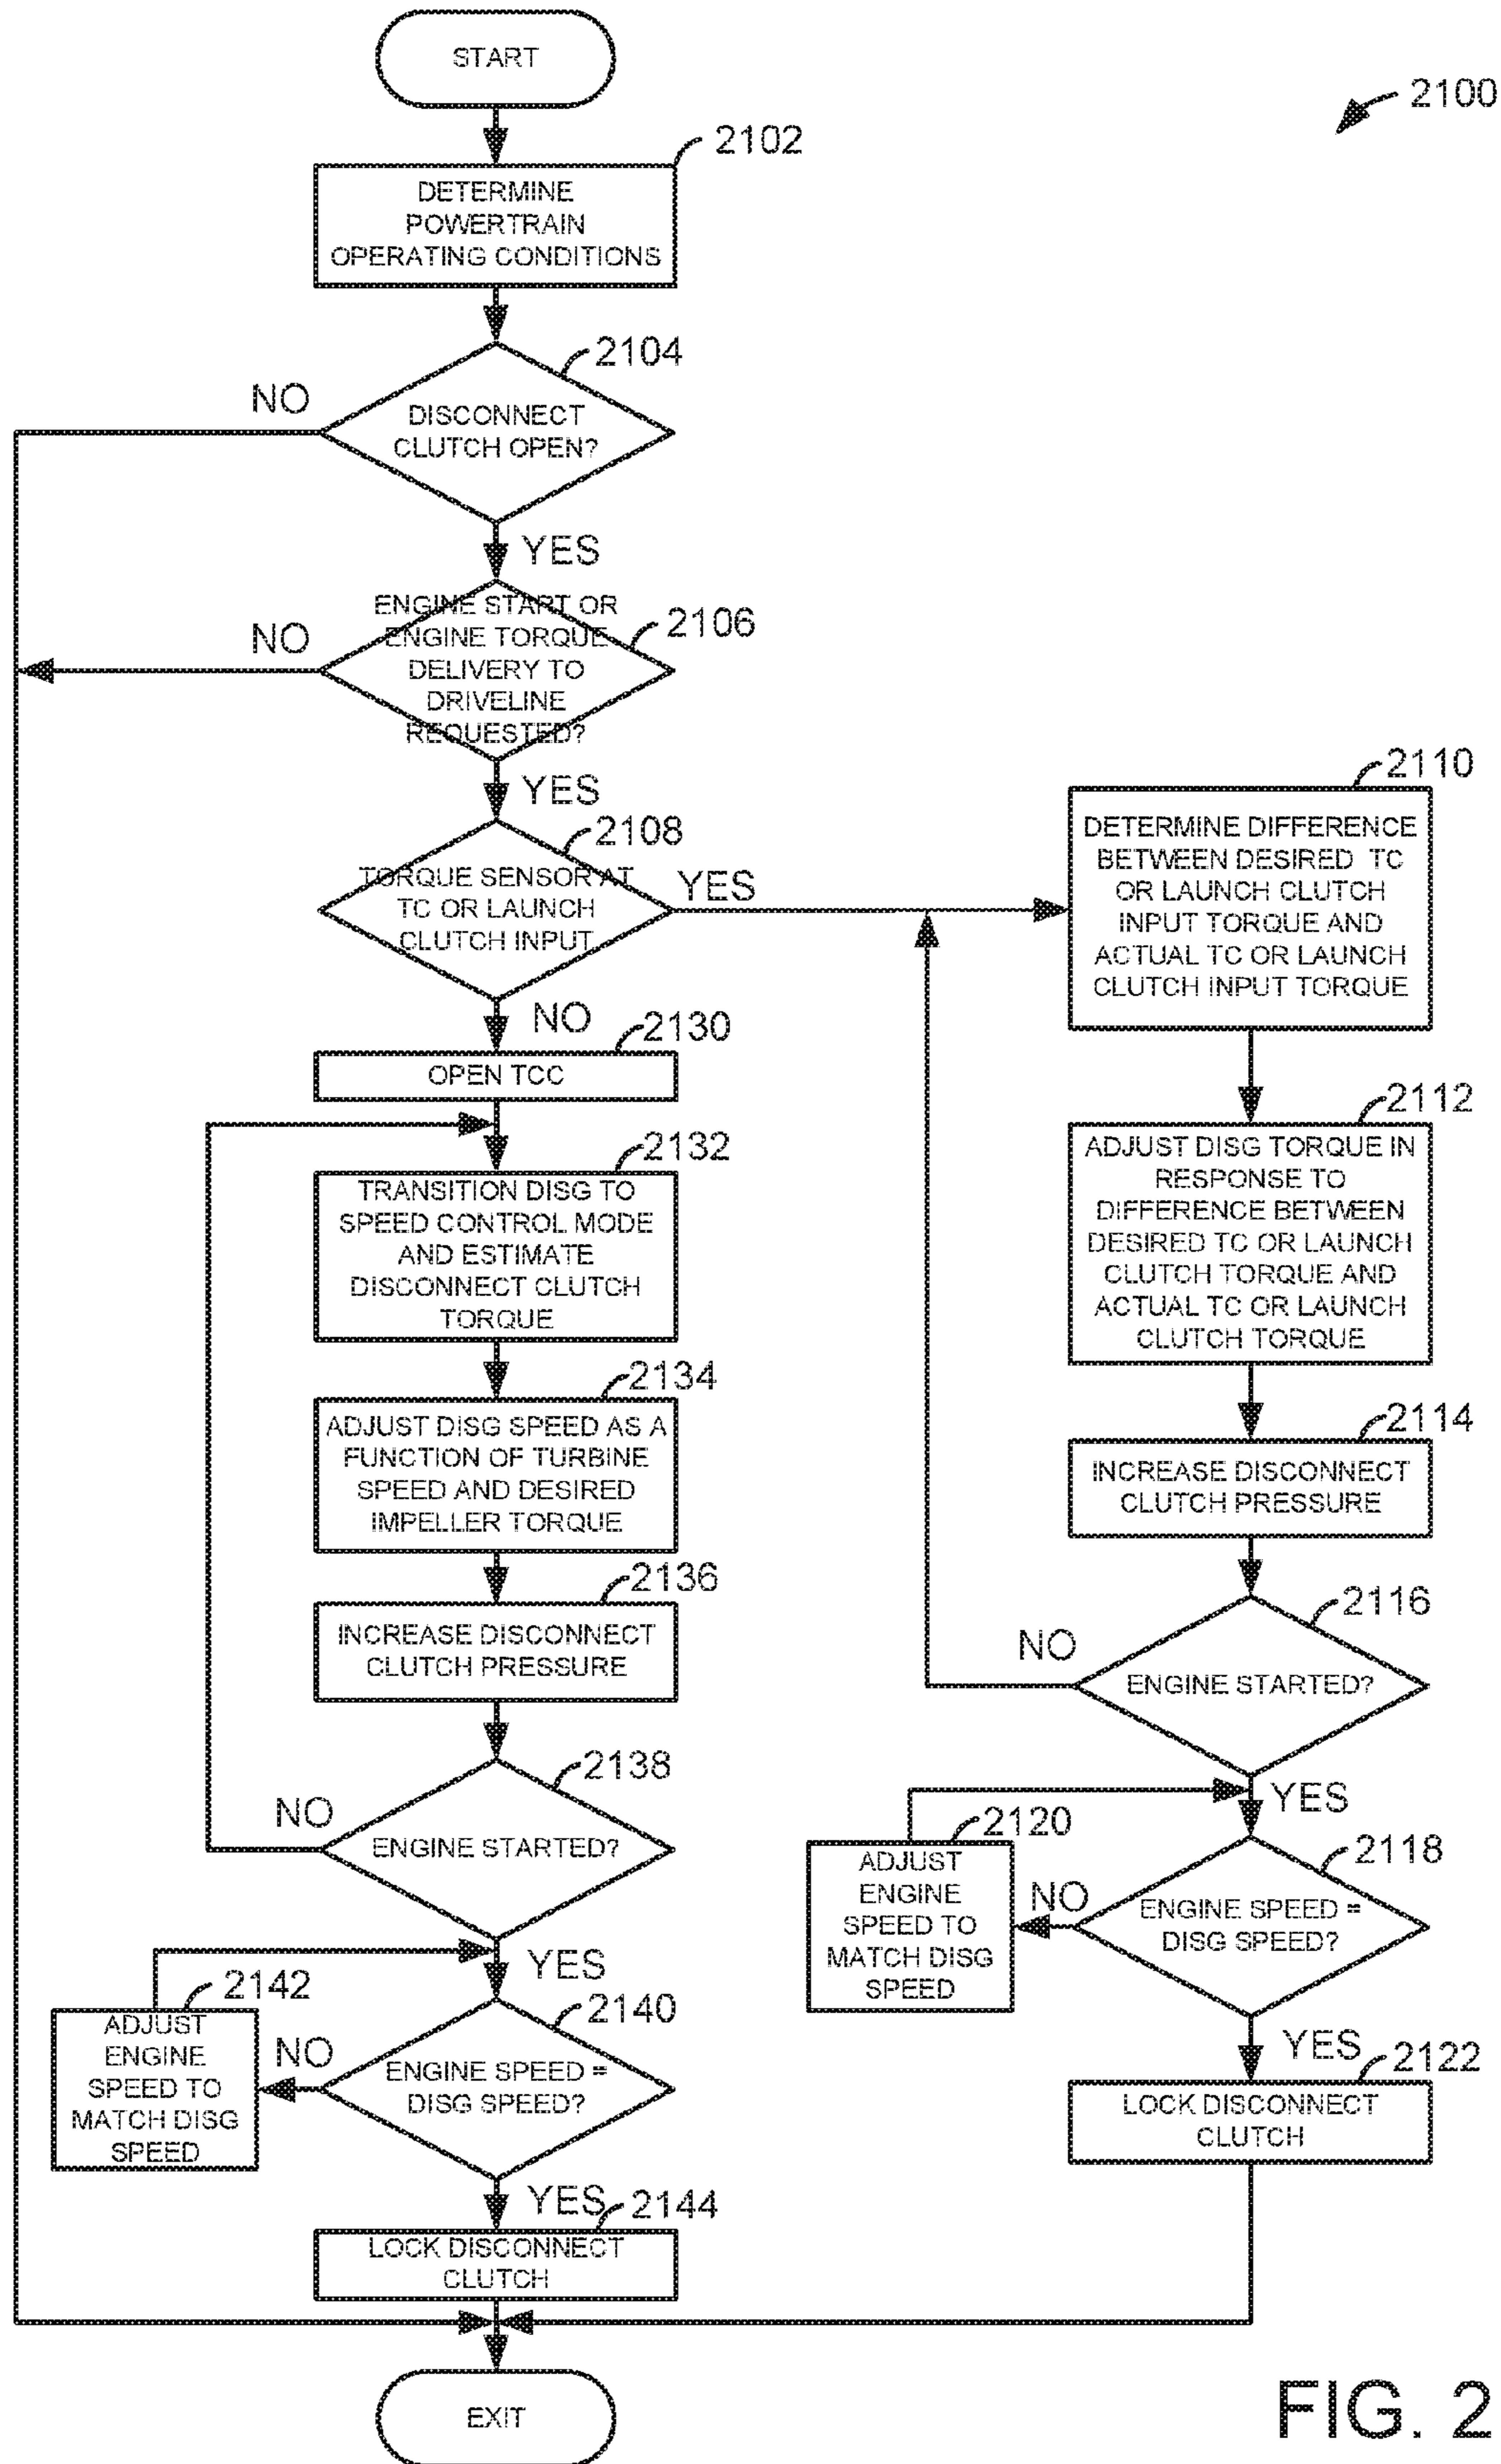 START
2100
2102
DETERMINE
POWERTRAIN
OPERATING CONDITIONS
2104
NO
DISCONNECT
CLUTCH OPEN?
YES
2106
NO
ENGINE START OR
ENGINE TORQUE
DELIVERY TO
DRIVELINE
REQUESTED?
YES
2108
TORQUE SENSOR AT
TC OR LAUNCH
CLUTCH INPUT
YES
NO
2110
DETERMINE DIFFERENCE
BETWEEN DESIRED TC
OR LAUNCH CLUTCH
INPUT TORQUE AND
ACTUAL TC OR LAUNCH
CLUTCH INPUT TORQUE
2112
ADJUST DISG TORQUE IN
RESPONSE TO
DIFFERENCE BETWEEN
DESIRED TC OR LAUNCH
CLUTCH TORQUE AND
ACTUAL TC OR LAUNCH
CLUTCH TORQUE
2114
INCREASE DISCONNECT
CLUTCH PRESSURE
2116
NO
ENGINE STARTED?
YES
2118
2120
ADJUST
ENGINE
SPEED TO
MATCH DISG
SPEED
NO
ENGINE SPEED =
DISG SPEED?
YES
2122
LOCK DISCONNECT
CLUTCH
2130
OPEN TCC
2132
TRANSITION DISG TO
SPEED CONTROL MODE
AND ESTIMATE
DISCONNECT CLUTCH
TORQUE
2134
ADJUST DISG SPEED AS A
FUNCTION OF TURBINE
SPEED AND DESIRED
IMPELLER TORQUE
2136
INCREASE DISCONNECT
CLUTCH PRESSURE
2138
NO
ENGINE STARTED?
YES
2140
2142
ADJUST
ENGINE
SPEED TO
MATCH DISG
SPEED
NO
ENGINE SPEED =
DISG SPEED?
YES
2144
LOCK DISCONNECT
CLUTCH
EXIT
FIG. 2